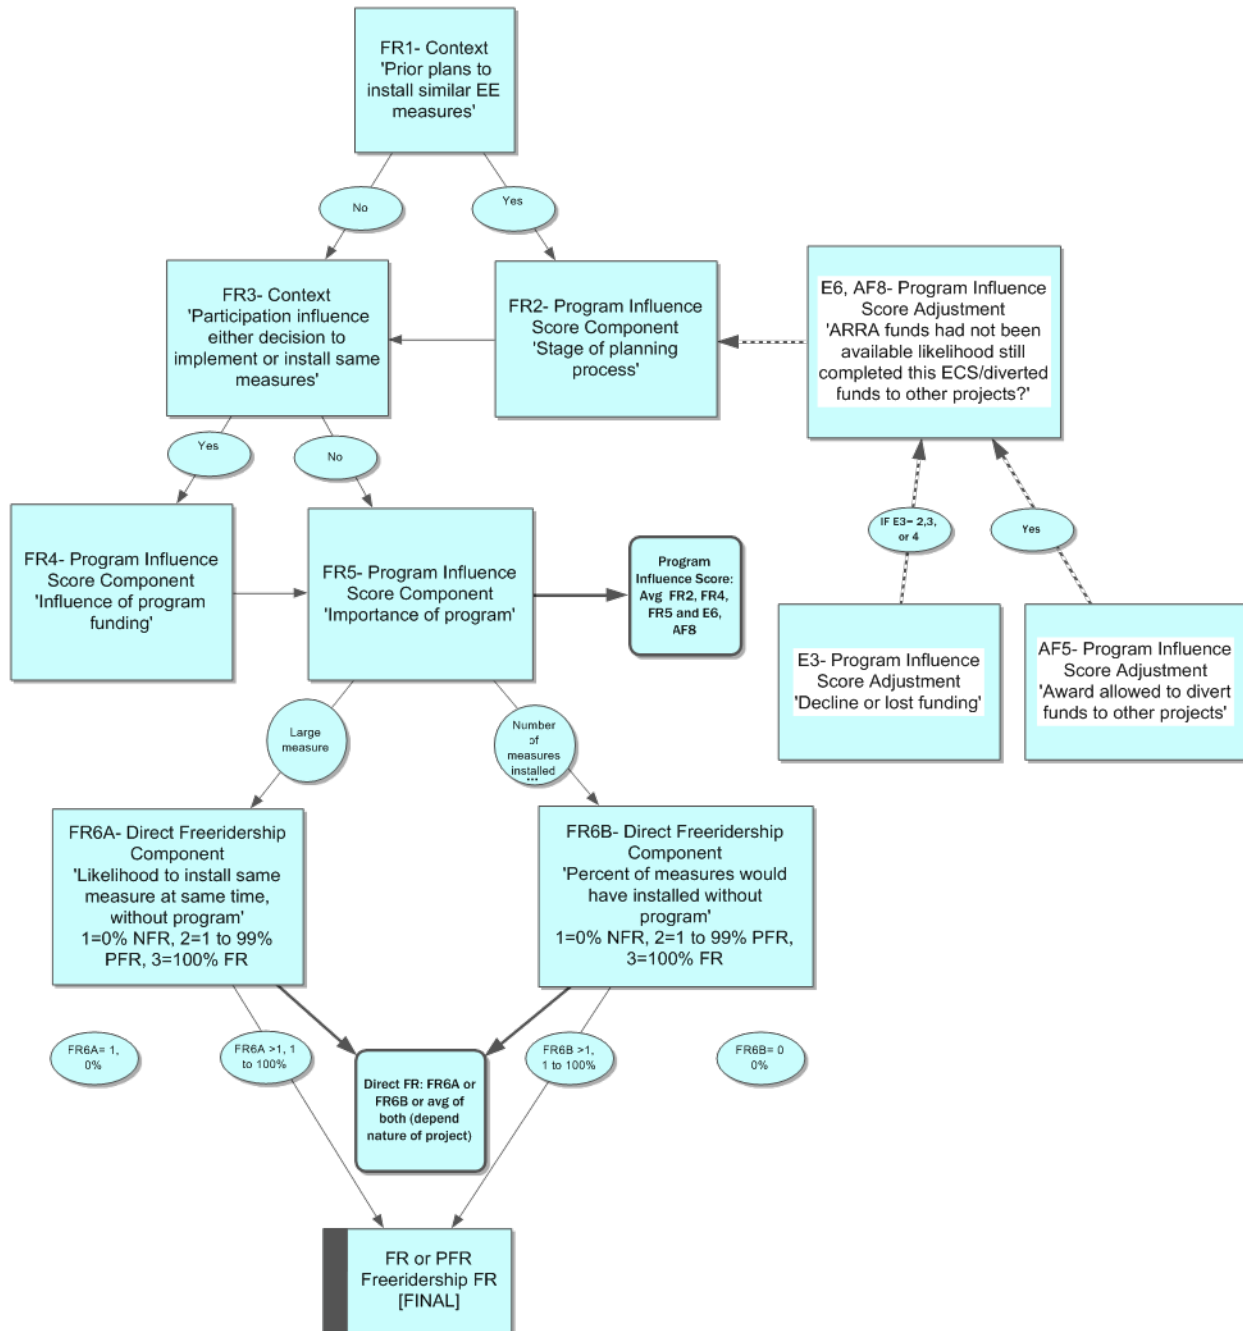 FR1- Context
'Prior plans to
install similar EE
measures'
No
Yes
FR3- Context
'Participation influence
either decision to
implement or install same
measures'
FR2- Program Influence
Score Component
'Stage of planning
process'
E6, AF8- Program Influence
Score Adjustment
'ARRA funds had not been
available likelihood still
completed this ECS/diverted
funds to other projects?'
Yes
No
IF E3= 2,3,
or 4
Yes
FR4- Program Influence
Score Component
'Influence of program
funding'
FR5- Program Influence
Score Component
'Importance of program'
Program
Influence Score:
Avg FR2, FR4,
FR5 and E6,
AF8
E3- Program Influence
Score Adjustment
'Decline or lost funding'
AF5- Program Influence
Score Adjustment
'Award allowed to divert
funds to other projects'
Large
measure
Number
of
measures
installed
...
FR6A- Direct Freeridership
Component
'Likelihood to install same
measure at same time,
without program'
1=0% NFR, 2=1 to 99%
PFR, 3=100% FR
FR6B- Direct Freeridership
Component
'Percent of measures would
have installed without
program'
1=0% NFR, 2=1 to 99% PFR,
3=100% FR
FR6A= 1,
0%
FR6A >1, 1
to 100%
Direct FR: FR6A or
FR6B or avg of
both (depend
nature of project)
FR6B >1,
1 to 100%
FR6B= 0
0%
FR or PFR
Freeridership FR
[FINAL]